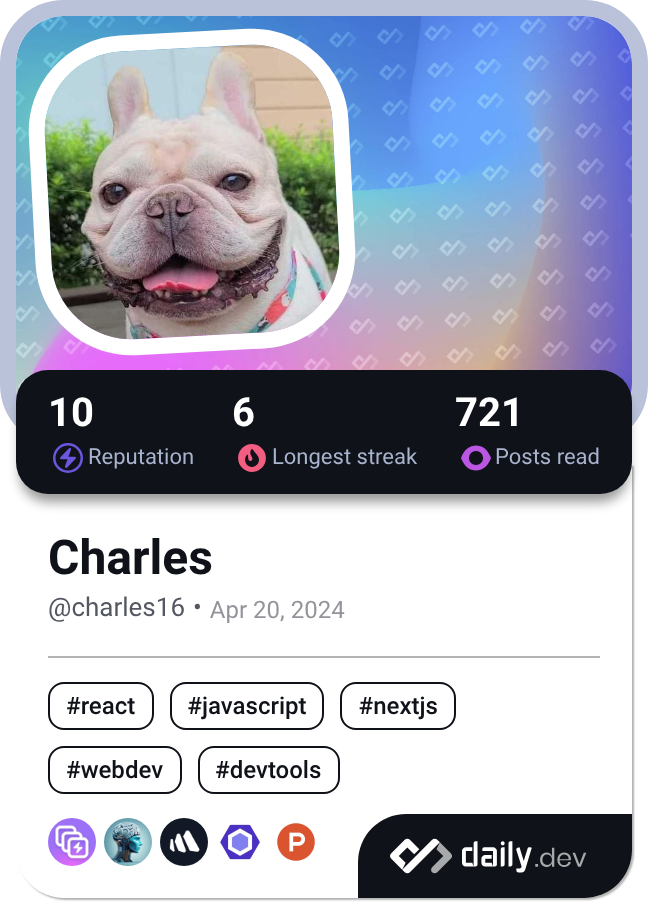 10 6 721
Reputation Longest streak Posts read
Charles
@charles16 • Apr 20, 2024
#react #javascript #nextjs
#webdev #devtools
P
daily.dev